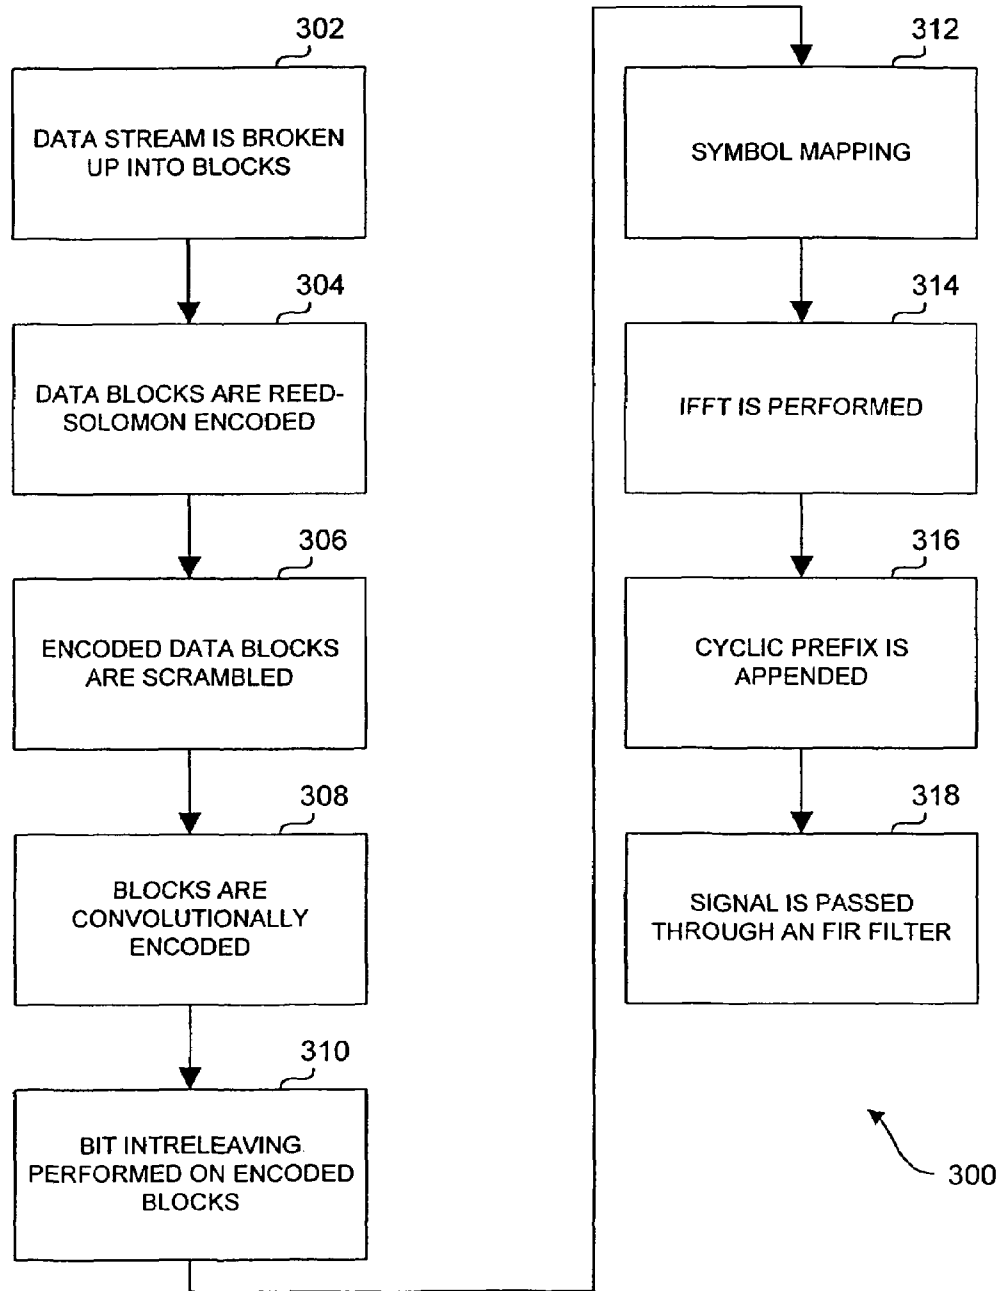 302
DATA STREAM IS BROKEN
UP INTO BLOCKS
304
DATA BLOCKS ARE REED-
SOLOMON ENCODED
306
ENCODED DATA BLOCKS
ARE SCRAMBLED
308
BLOCKS ARE
CONVOLUTIONALLY
ENCODED
310
BIT INTRELEAVING
PERFORMED ON ENCODED
BLOCKS
312
SYMBOL MAPPING
314
IFFT IS PERFORMED
316
CYCLIC PREFIX IS
APPENDED
318
SIGNAL IS PASSED
THROUGH AN FIR FILTER
300